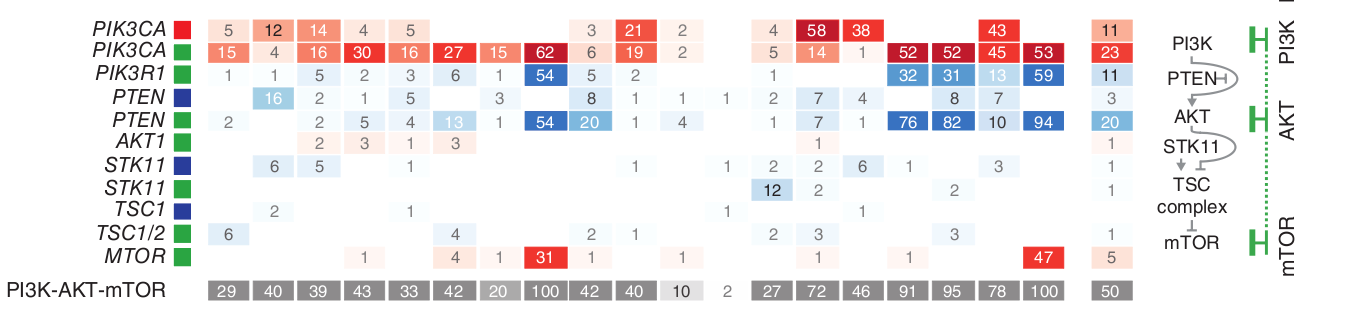 PIK3CA 5 12 14 4 5 3 21 2 4 58 38 43 11
PIK3CA 15 4 16 30 16 27 15 62 6 19 2 5 14 1 52 52 45 53 23
PIK3R1 1 1 5 2 3 6 1 54 5 2 1 32 31 13 59 11
PTEN 16 2 1 5 3 8 1 1 1 2 7 4 8 7 3
PTEN 2 2 5 4 13 1 54 20 1 4 1 7 1 76 82 10 94 20
AKT1 2 3 1 3 1 1
STK11 6 5 1 1 1 2 2 6 1 3 1
STK11 12 2 2 1
TSC1 2 1 1 1
TSC1/2 6 4 2 1 2 3 3 1
MTOR 1 4 1 31 1 1 1 1 47 5
PI3K-AKT-mTOR 29 40 39 43 33 42 20 100 42 40 10 2 27 72 46 91 95 78 100 50
PI3K
PTEN
AKT
STK11
TSC
complex
mTOR
PI3K
AKT
mTOR